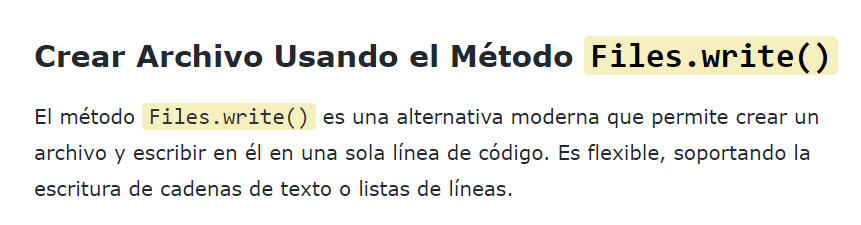 Crear Archivo Usando el Método Files.write()
El método Files.write() es una alternativa moderna que permite crear un
archivo y escribir en él en una sola línea de código. Es flexible, soportando la
escritura de cadenas de texto o listas de líneas.